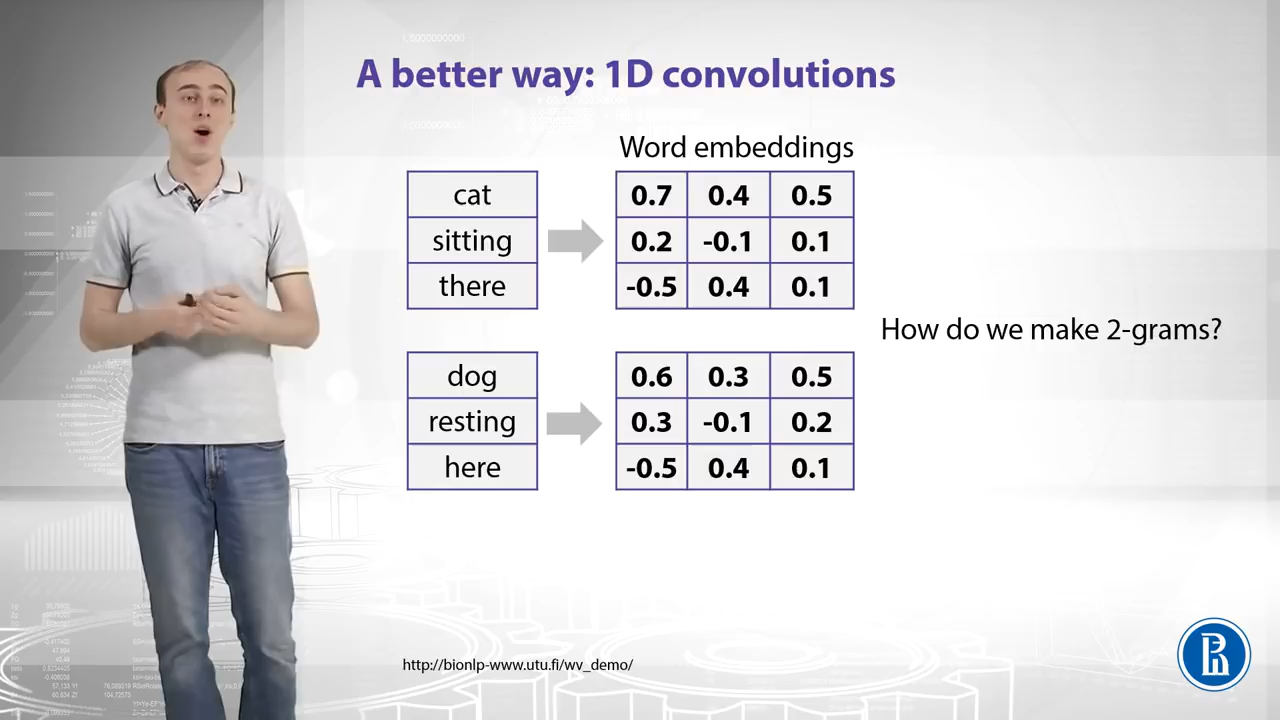 A better way: 1D convolutions
Word embeddings
cat 0.7 0.4 0.5
sitting 0.2 -0.1 0.1
there -0.5 0.4 0.1
How do we make 2-grams?
dog 0.6 0.3 0.5
resting 0.3 -0.1 0.2
here -0.5 0.4 0.1
http://bionlp-www.utu.fi/wv_demo/